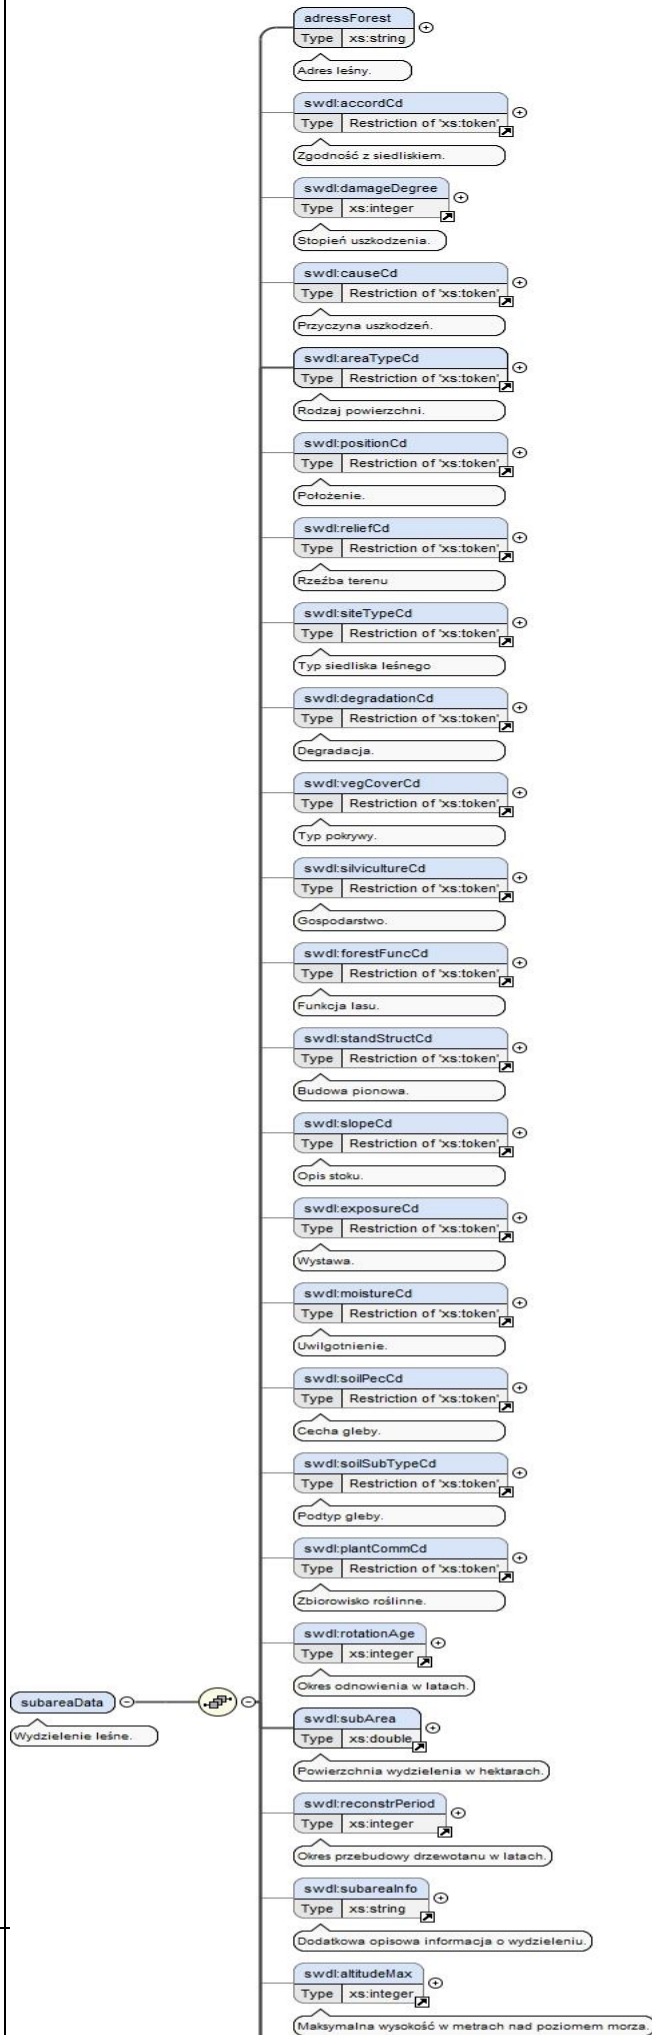 adressForest
Type xs:string
Adres leśny.
swdl:accordCd
Type Restriction of 'xs:token'
Zgodność z siedliskiem.
swdl:damageDegree
Type xs:integer
Stopień uszkodzenia.
swdl:causeCd
Type Restriction of 'xs:token'
Przyczyna uszkodzeń.
swdl:areaTypeCd
Type Restriction of 'xs:token'
Rodzaj powierzchni.
swdl:positionCd
Type Restriction of 'xs:token'
Położenie.
swdl:reliefCd
Type Restriction of 'xs:token'
Rzeźba terenu
swdl:siteTypeCd
Type Restriction of 'xs:token'
Typ siedliska leśnego
swdl:degradationCd
Type Restriction of 'xs:token'
Degradacja.
swdl:vegCoverCd
Type Restriction of 'xs:token'
Typ pokrywy.
swdl:silvicultureCd
Type Restriction of 'xs:token'
Gospodarstwo.
swdl:forestFuncCd
Type Restriction of 'xs:token'
Funkcja lasu.
swdl:standStructCd
Type Restriction of 'xs:token'
Budowa pionowa.
swdl:slopeCd
Type Restriction of 'xs:token'
Opis stoku.
swdl:exposureCd
Type Restriction of 'xs:token'
Wystawa.
swdl:moistureCd
Type Restriction of 'xs:token'
Uwilgotnienie.
swdl:soilPecCd
Type Restriction of 'xs:token'
Cecha gleby.
swdl:soilSubTypeCd
Type Restriction of 'xs:token'
Podtyp gleby.
swdl:plantCommCd
Type Restriction of 'xs:token'
Zbiorowisko roślinne.
swdl:rotationAge
Type xs:integer
Okres odnowienia w latach.
subareaData
Wydzielenie leśne.
swdl:subArea
Type xs:double
Powierzchnia wydzielenia w hektarach.
swdl:reconstrPeriod
Type xs:integer
Okres przebudowy drzewotanu w latach.
swdl:subareaInfo
Type xs:string
Dodatkowa opisowa informacja o wydzieleniu.
swdl:altitudeMax
Type xs:integer
Maksymalna wysokość w metrach nad poziomem morza.